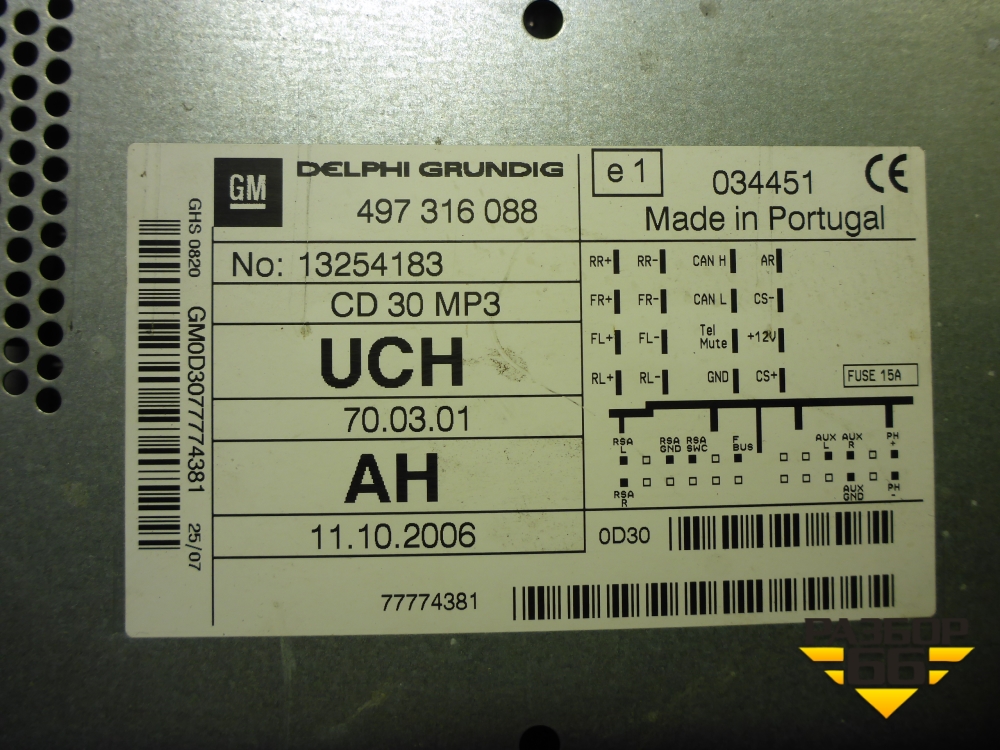 GM
DELPHI GRUNDIG
497 316 088
e1
034451
CE
Made in Portugal
GHS 0820
GM0D3077774381
25/07
No: 13254183
CD 30 MP3
UCH
70.03.01
AH
11.10.2006
77774381
RR+ RR- CAN H AR
FR+ FR- CAN L CS-
FL+ FL- Tel Mute +12V
RL+ RL- GND CS+
FUSE 15A
RSA L RSA GND RSA SWC F BUS AUX L AUX R PH +
RSA R AUX GND PH -
0D30
РАЗБОР
66